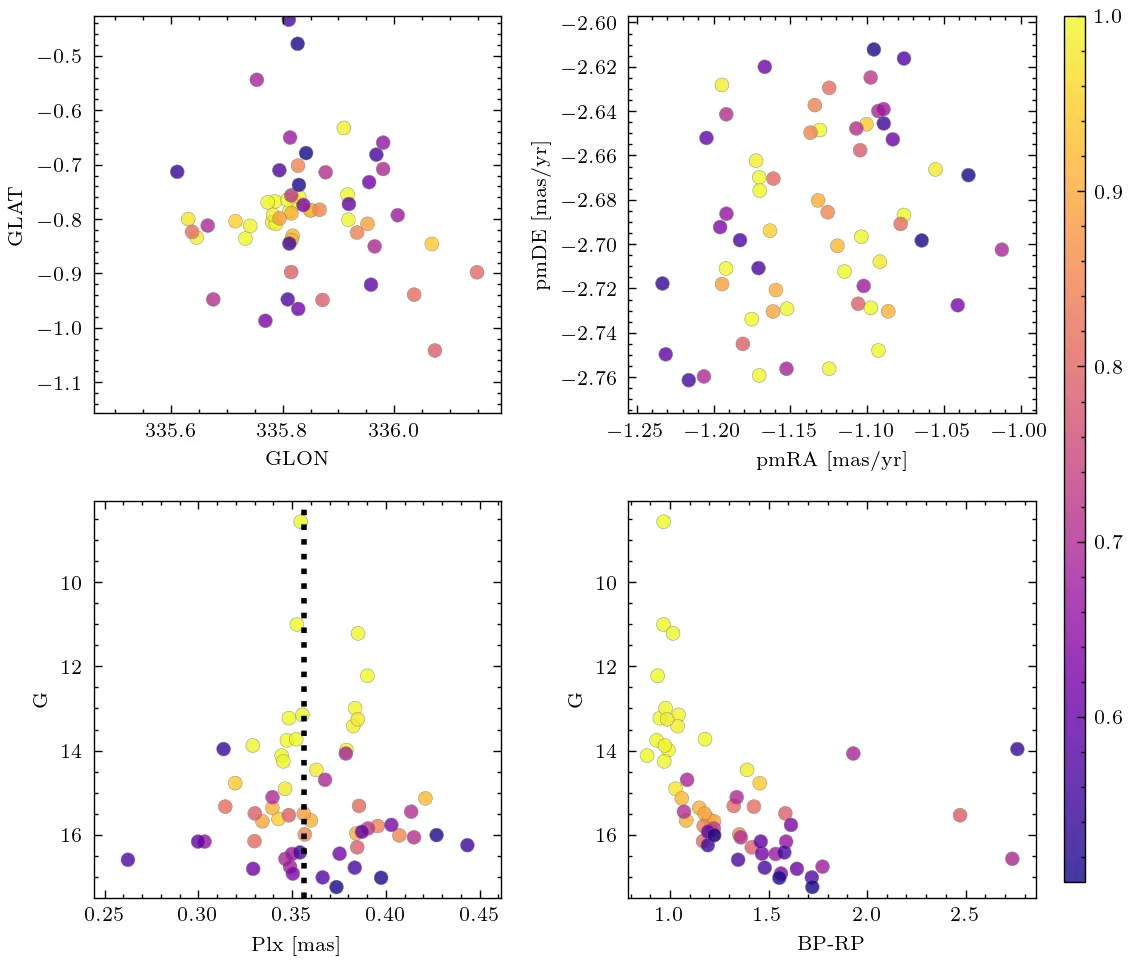 −0.5
−0.6
−0.7
−0.8
−0.9
−1.0
−1.1
GLAT
335.6 335.8 336.0
GLON
−2.60
−2.62
−2.64
−2.66
−2.68
−2.70
−2.72
−2.74
−2.76
pmDE [mas/yr]
−1.25 −1.20 −1.15 −1.10 −1.05 −1.00
pmRA [mas/yr]
10
12
14
16
G
0.25 0.30 0.35 0.40 0.45
Plx [mas]
10
12
14
16
G
1.0 1.5 2.0 2.5
BP-RP
1.0
0.9
0.8
0.7
0.6